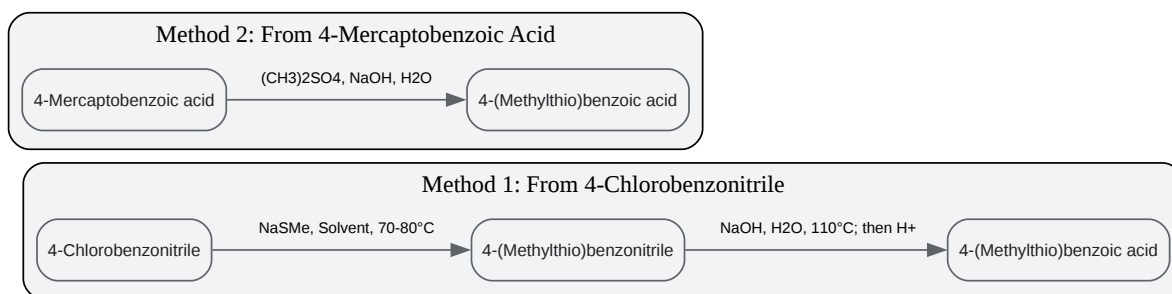 Method 2: From 4-Mercaptobenzoic Acid
(CH3)2SO4, NaOH, H2O
4-Mercaptobenzoic acid
4-(Methylthio)benzoic acid
Method 1: From 4-Chlorobenzonitrile
NaSMe, Solvent, 70-80°C
NaOH, H2O, 110°C; then H+
4-Chlorobenzonitrile
4-(Methylthio)benzonitrile
4-(Methylthio)benzoic acid